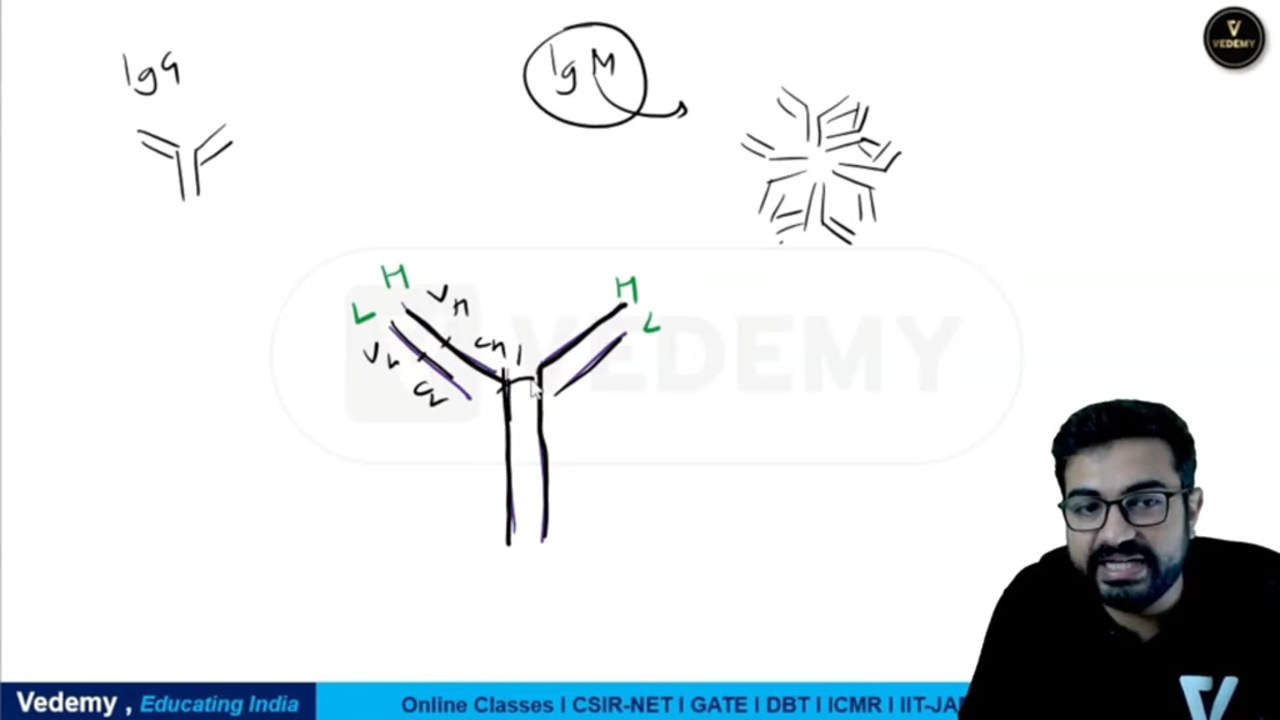 IgG
IgM
VEDEMY
VEDEMY
H
L
VH
CH1
VL
CL
H
L
Vedemy , Educating India
Online Classes I CSIR-NET I GATE I DBT I ICMR I IIT-JA